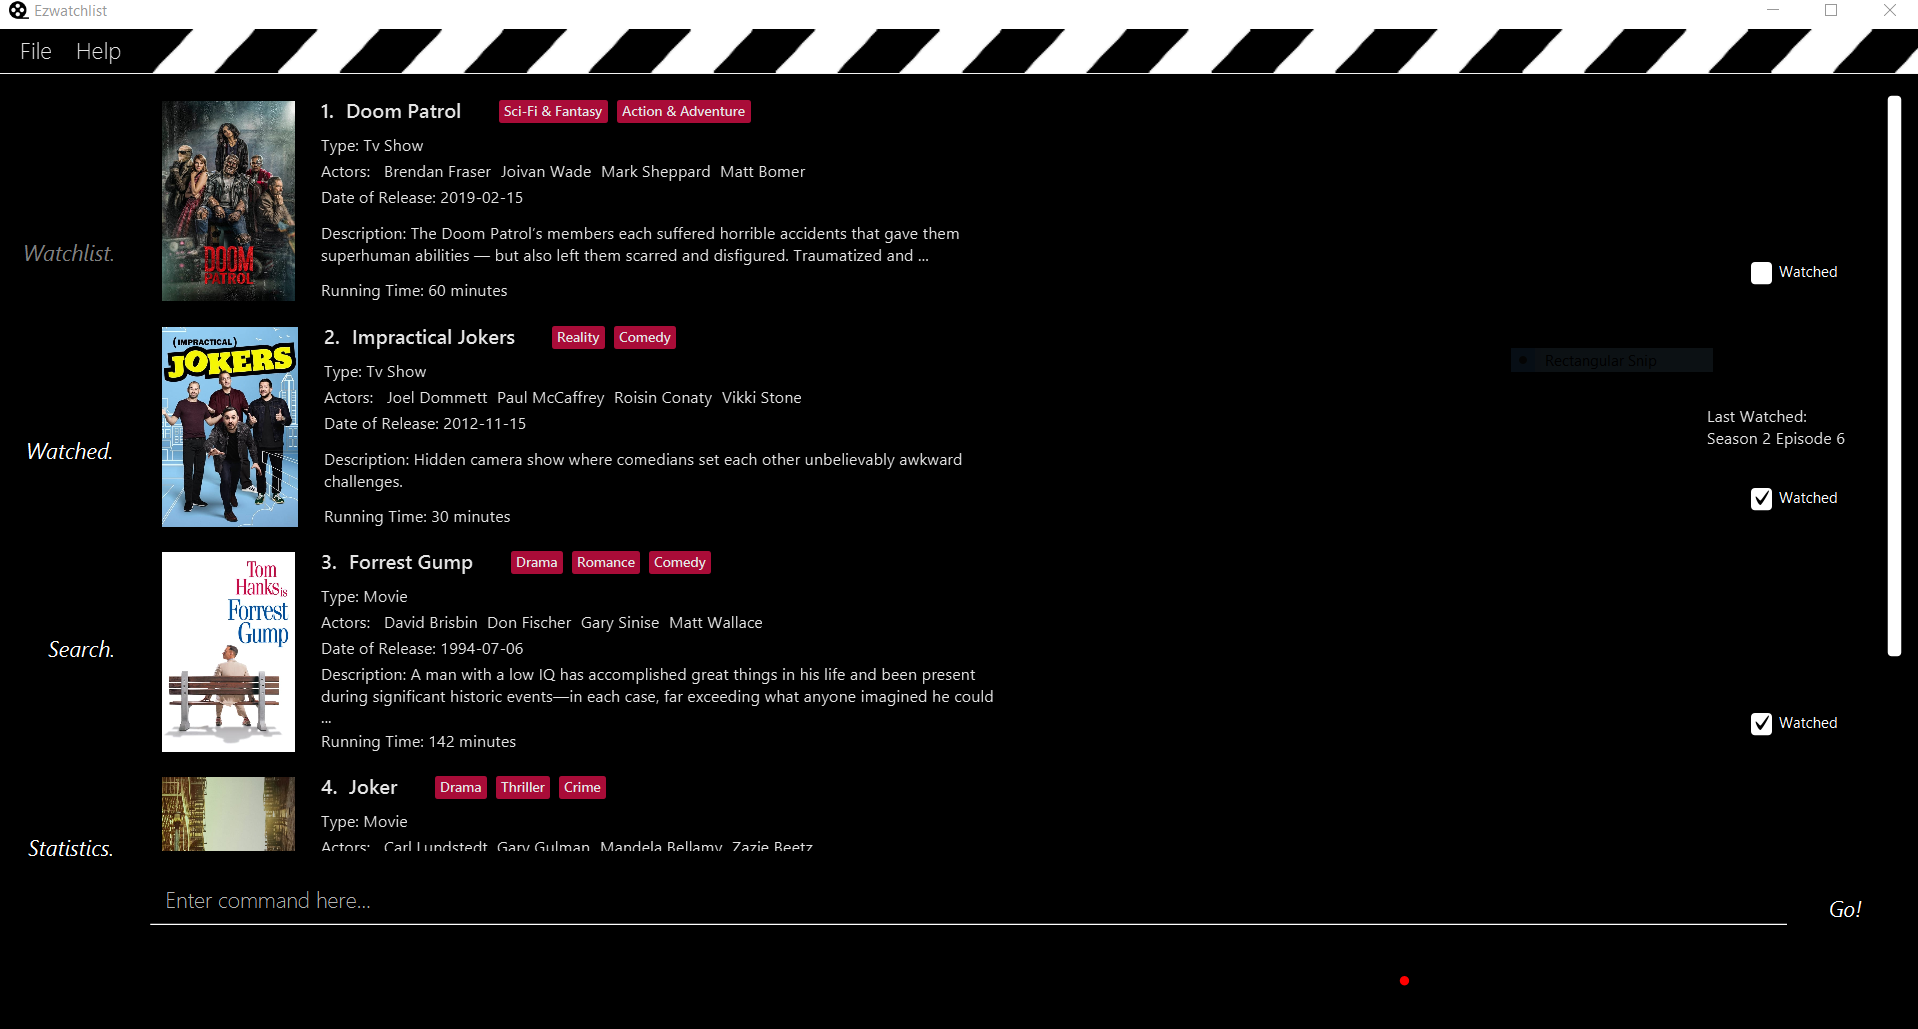 Ezwatchlist
File Help
Watchlist.
Watched.
Search.
Statistics.
DOOM
PATROL
1. Doom Patrol Sci-Fi & Fantasy Action & Adventure
Type: Tv Show
Actors: Brendan Fraser Joivan Wade Mark Sheppard Matt Bomer
Date of Release: 2019-02-15
Description: The Doom Patrol's members each suffered horrible accidents that gave them
superhuman abilities — but also left them scarred and disfigured. Traumatized and ...
Running Time: 60 minutes
Watched
(IMPRACTICAL)
JOKERS
2. Impractical Jokers Reality Comedy
Type: Tv Show
Actors: Joel Dommett Paul McCaffrey Roisin Conaty Vikki Stone
Date of Release: 2012-11-15
Description: Hidden camera show where comedians set each other unbelievably awkward
challenges.
Running Time: 30 minutes
Rectangular Snip
Last Watched:
Season 2 Episode 6
Watched
Tom
Hanks is
Forrest
Gump
3. Forrest Gump Drama Romance Comedy
Type: Movie
Actors: David Brisbin Don Fischer Gary Sinise Matt Wallace
Date of Release: 1994-07-06
Description: A man with a low IQ has accomplished great things in his life and been present
during significant historic events—in each case, far exceeding what anyone imagined he could
...
Running Time: 142 minutes
Watched
4. Joker Drama Thriller Crime
Type: Movie
Actors: Carl Lundstedt Gary Gulman Mandela Bellamy Zazie Beetz
Enter command here...
Go!